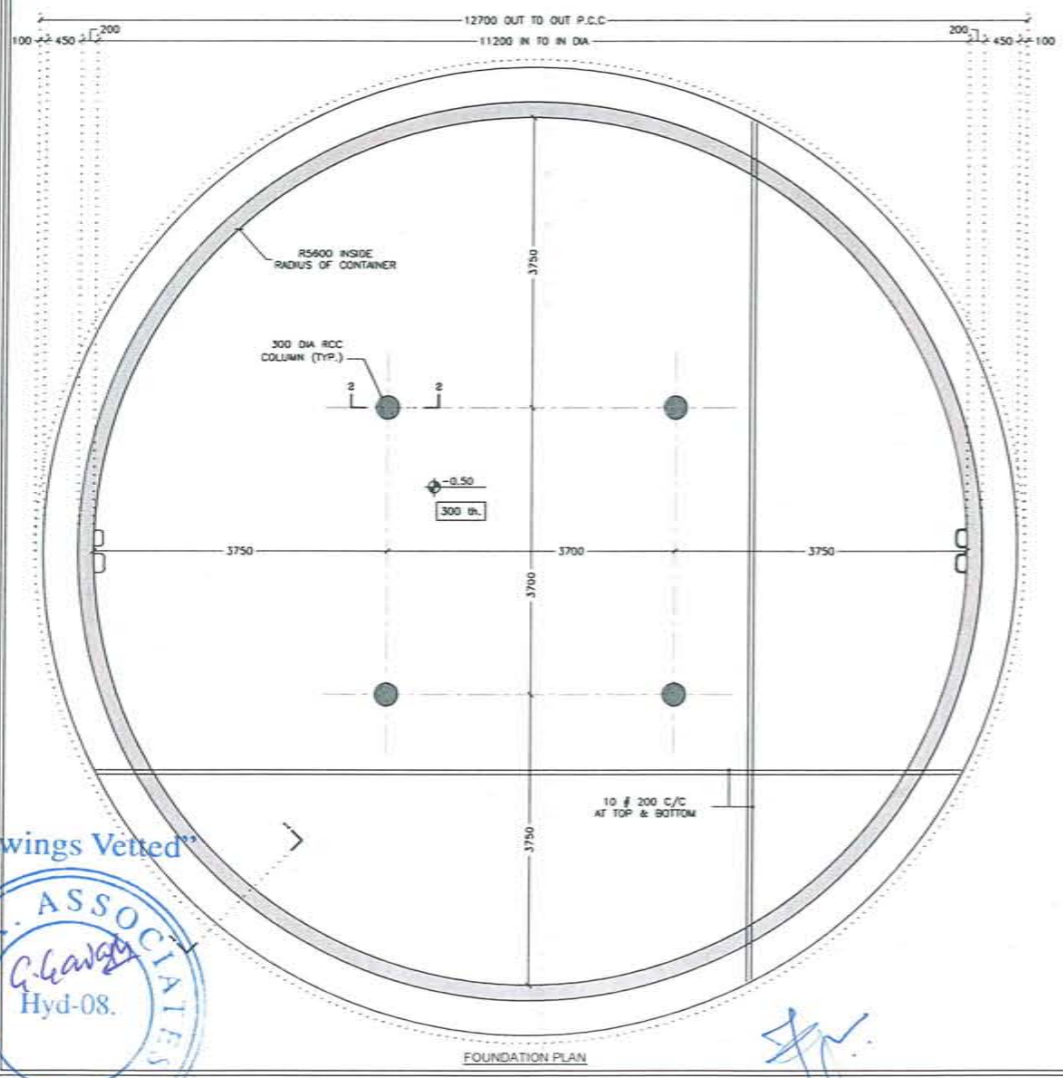 12700 OUT TO OUT P.C.C
200
200
100
450
11200 IN TO IN DIA
450
100
R5600 INSIDE
RADIUS OF CONTAINER
3750
300 DIA RCC
COLUMN (TYP.)
2
2
-0.50
300 th.
3750
3700
3750
3700
10 ∮ 200 C/C
AT TOP & BOTTOM
3750
wings Vetted"
ASSOCIATES
Hyd-08.
FOUNDATION PLAN